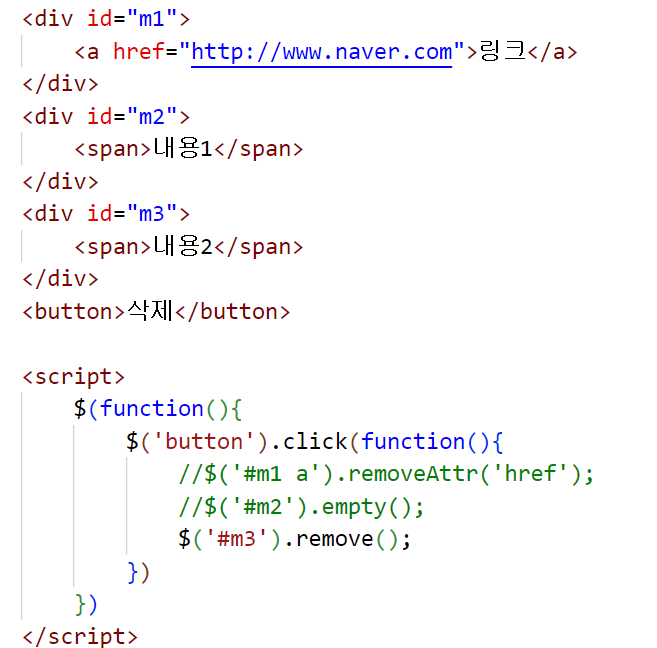 <div id="m1">
    <a href="http://www.naver.com">링크</a>
</div>
<div id="m2">
    <span>내용1</span>
</div>
<div id="m3">
    <span>내용2</span>
</div>
<button>삭제</button>

<script>
    $(function(){
        $('button').click(function(){
            //$('#m1 a').removeAttr('href');
            //$('#m2').empty();
            $('#m3').remove();
        })
    })
</script>